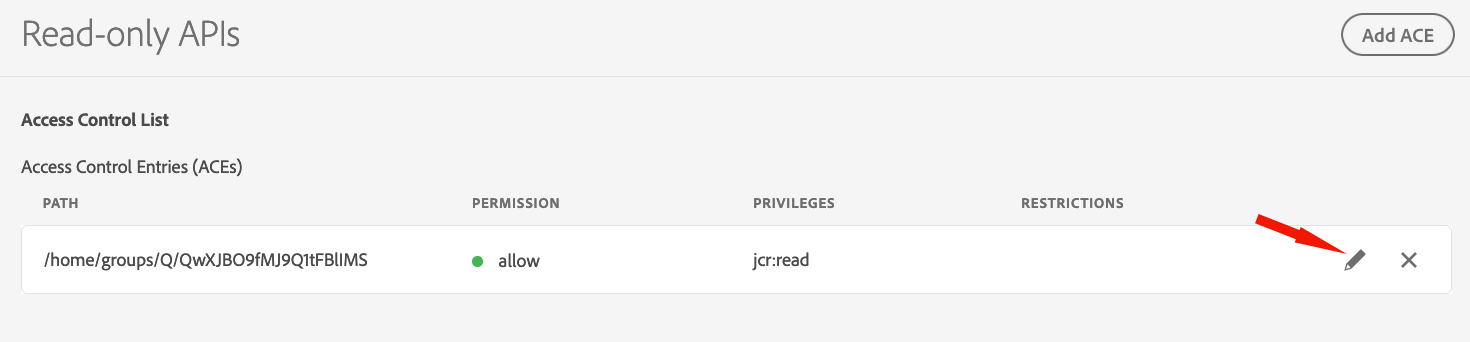 Read-only APIs
Add ACE
Access Control List
Access Control Entries (ACEs)
PATH PERMISSION PRIVILEGES RESTRICTIONS
/home/groups/Q/QwXJBO9fMJ9Q1tFBlIMS allow jcr:read